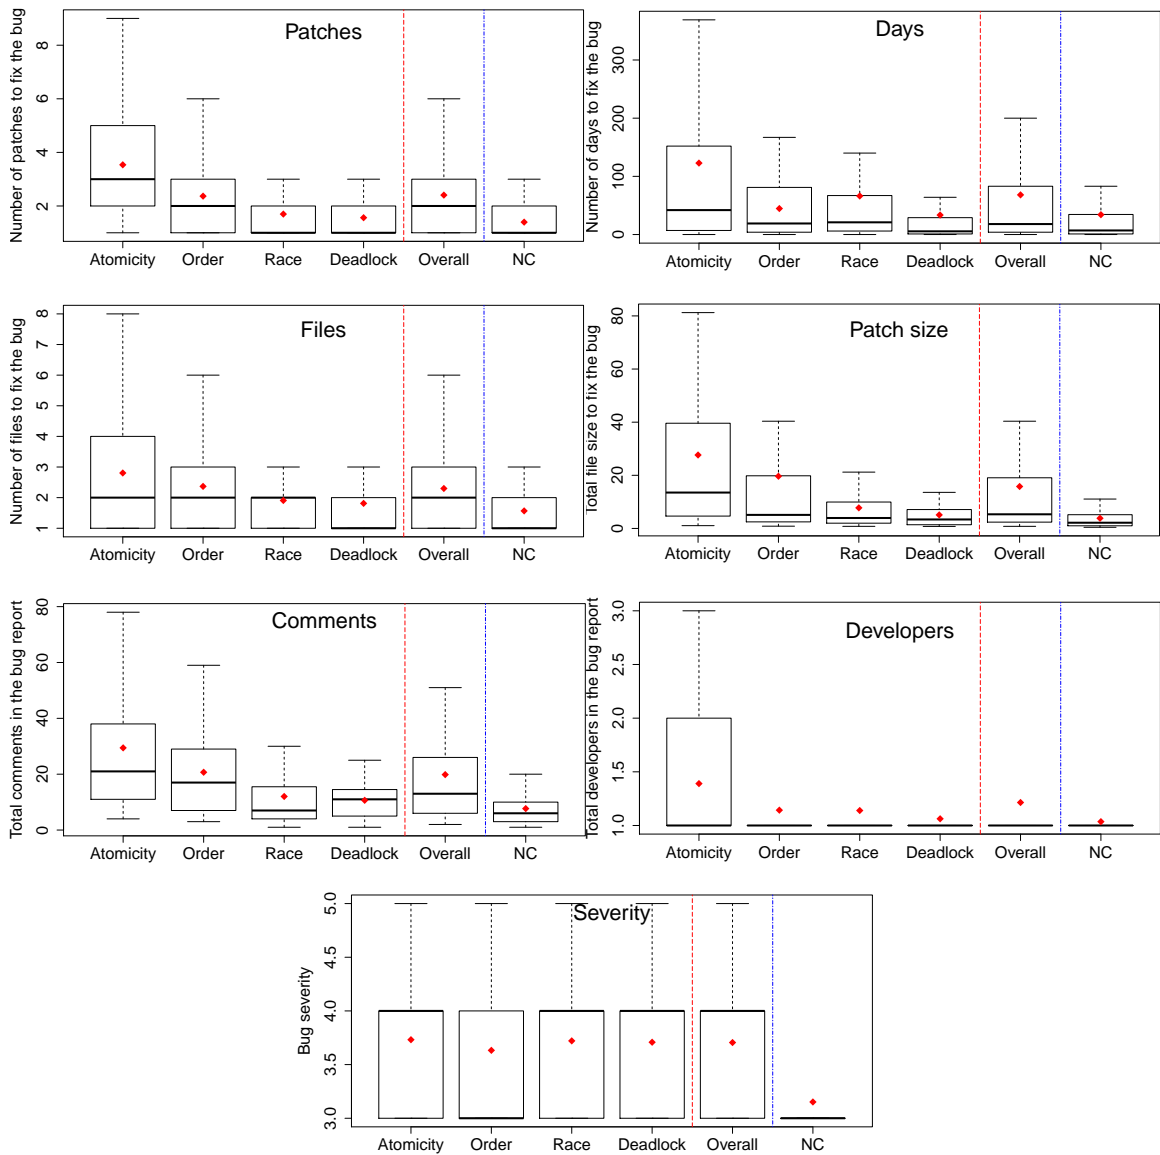 Patches
Number of patches to fix the bug
8
6
4
2
Atomicity Order Race Deadlock Overall NC
Days
Number of days to fix the bug
300
200
100
0
Atomicity Order Race Deadlock Overall NC
Files
Number of files to fix the bug
8
7
6
5
4
3
2
1
Atomicity Order Race Deadlock Overall NC
Patch size
Total file size to fix the bug
80
60
40
20
0
Atomicity Order Race Deadlock Overall NC
Comments
Total comments in the bug report
80
60
40
20
0
Atomicity Order Race Deadlock Overall NC
Developers
Total developers in the bug report
3.0
2.5
2.0
1.5
1.0
Atomicity Order Race Deadlock Overall NC
Severity
Bug severity
5.0
4.5
4.0
3.5
3.0
Atomicity Order Race Deadlock Overall NC